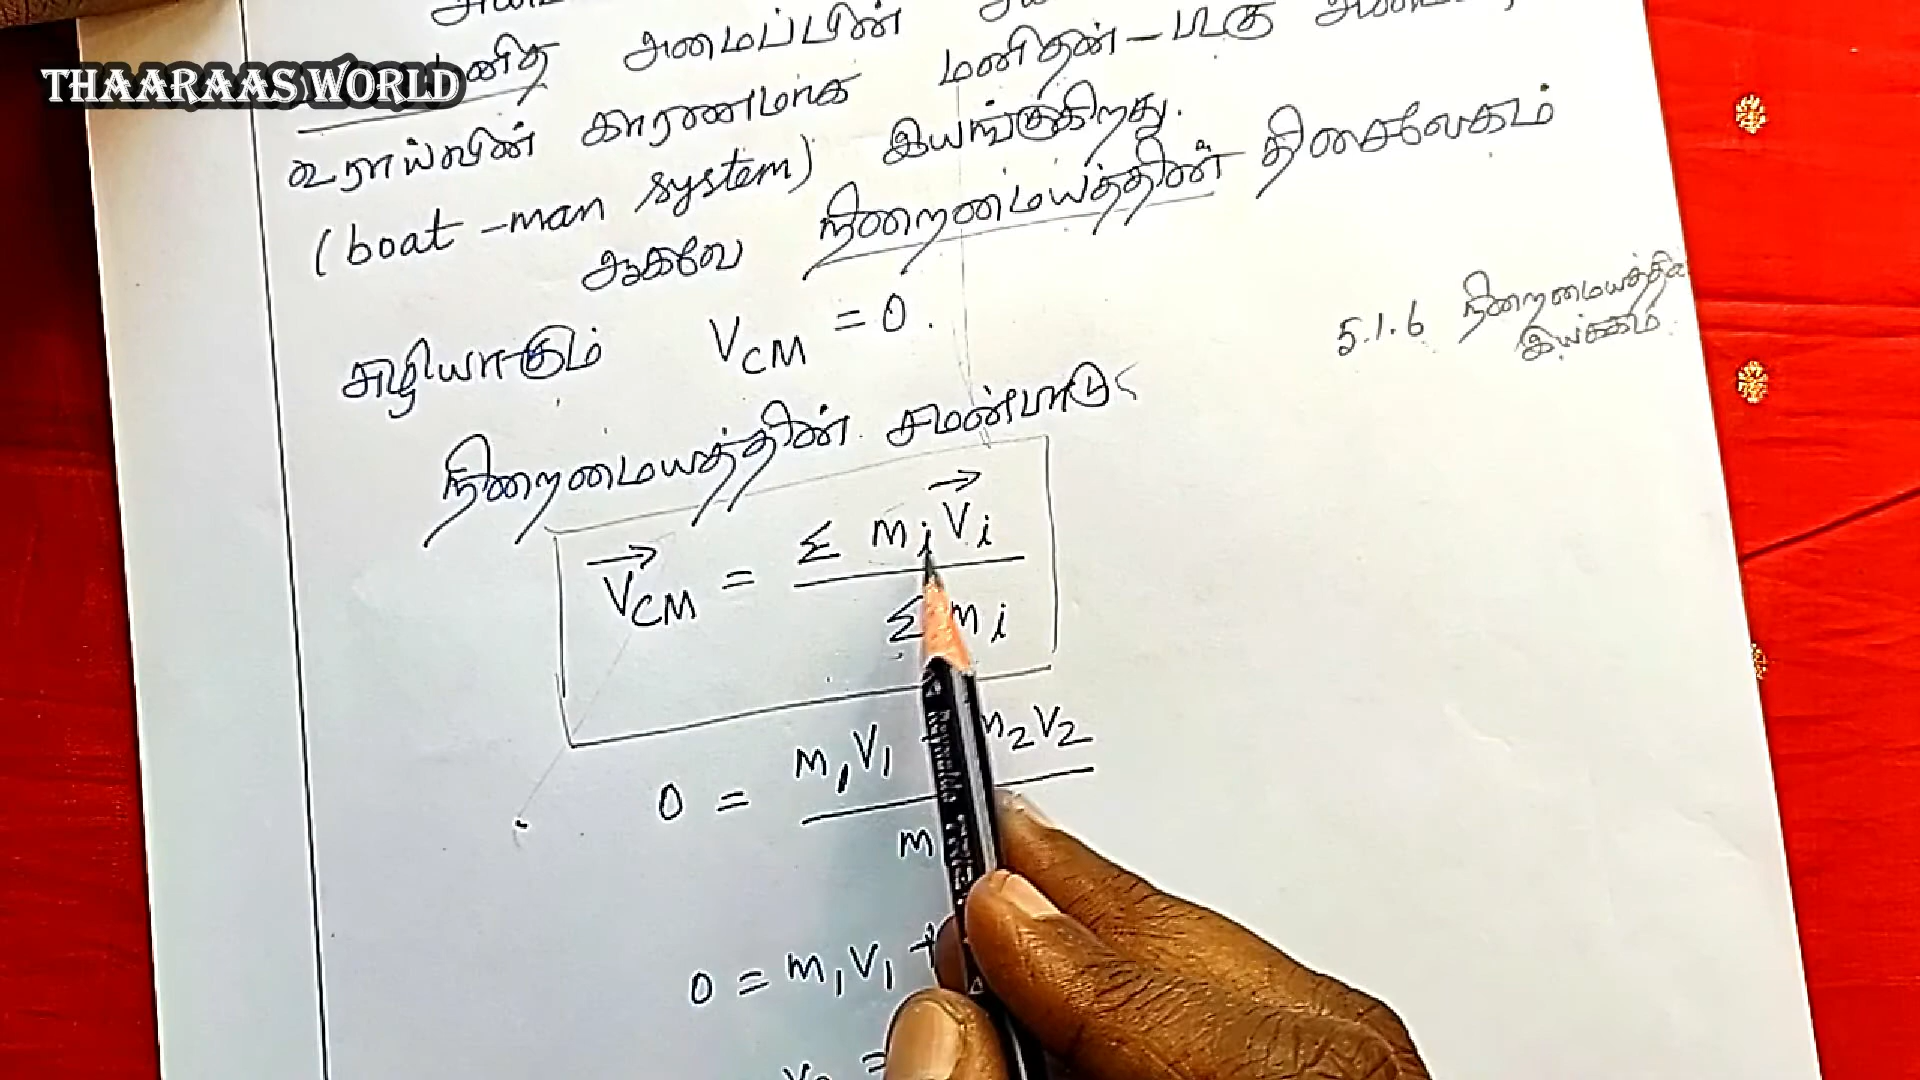 THAARAAS WORLD
அமைப்பின்
உராய்வின் காரணமாக மனிதன் – படகு
(boat - man system) இயங்குகிறது.
ஆகவே நிறைமையத்தின் திசைவேகம்
சுழியாகும் V_CM = 0.
5.1.6 நிறைமையத்தின்
இயக்கம்
நிறைமையத்தின் சமன்பாடு
V⃗_CM = Σ m_i V⃗_i
Σ m_i
0 = m₁V₁ m₂V₂
m
0 = m₁V₁ +